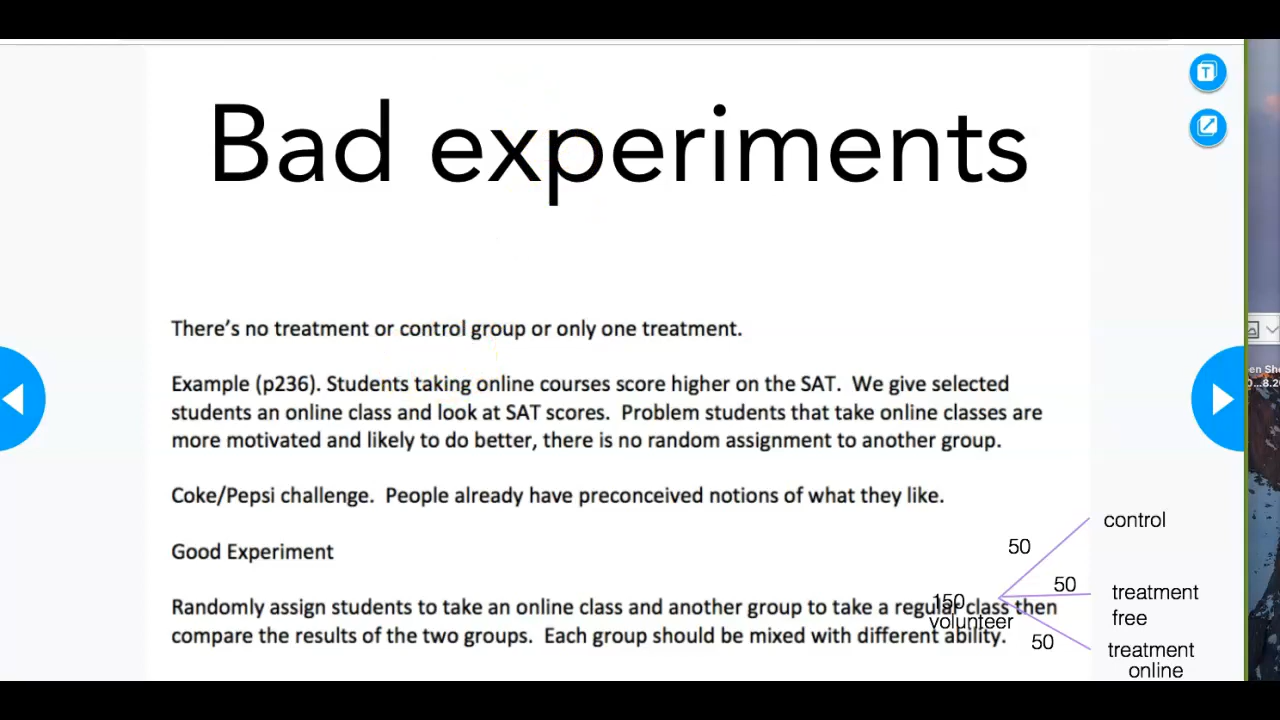 T
Bad experiments
There's no treatment or control group or only one treatment.
en Sho
0...8.20
Example (p236). Students taking online courses score higher on the SAT.  We give selected
students an online class and look at SAT scores.  Problem students that take online classes are
more motivated and likely to do better, there is no random assignment to another group.
Coke/Pepsi challenge.  People already have preconceived notions of what they like.
control
50
Good Experiment
50
treatment
free
150
volunteer
Randomly assign students to take an online class and another group to take a regular class then
compare the results of the two groups.  Each group should be mixed with different ability.
50
treatment
online